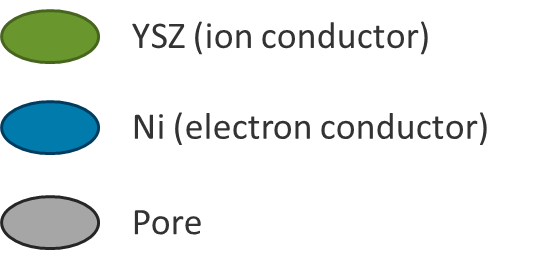 YSZ (ion conductor)
Ni (electron conductor)
Pore